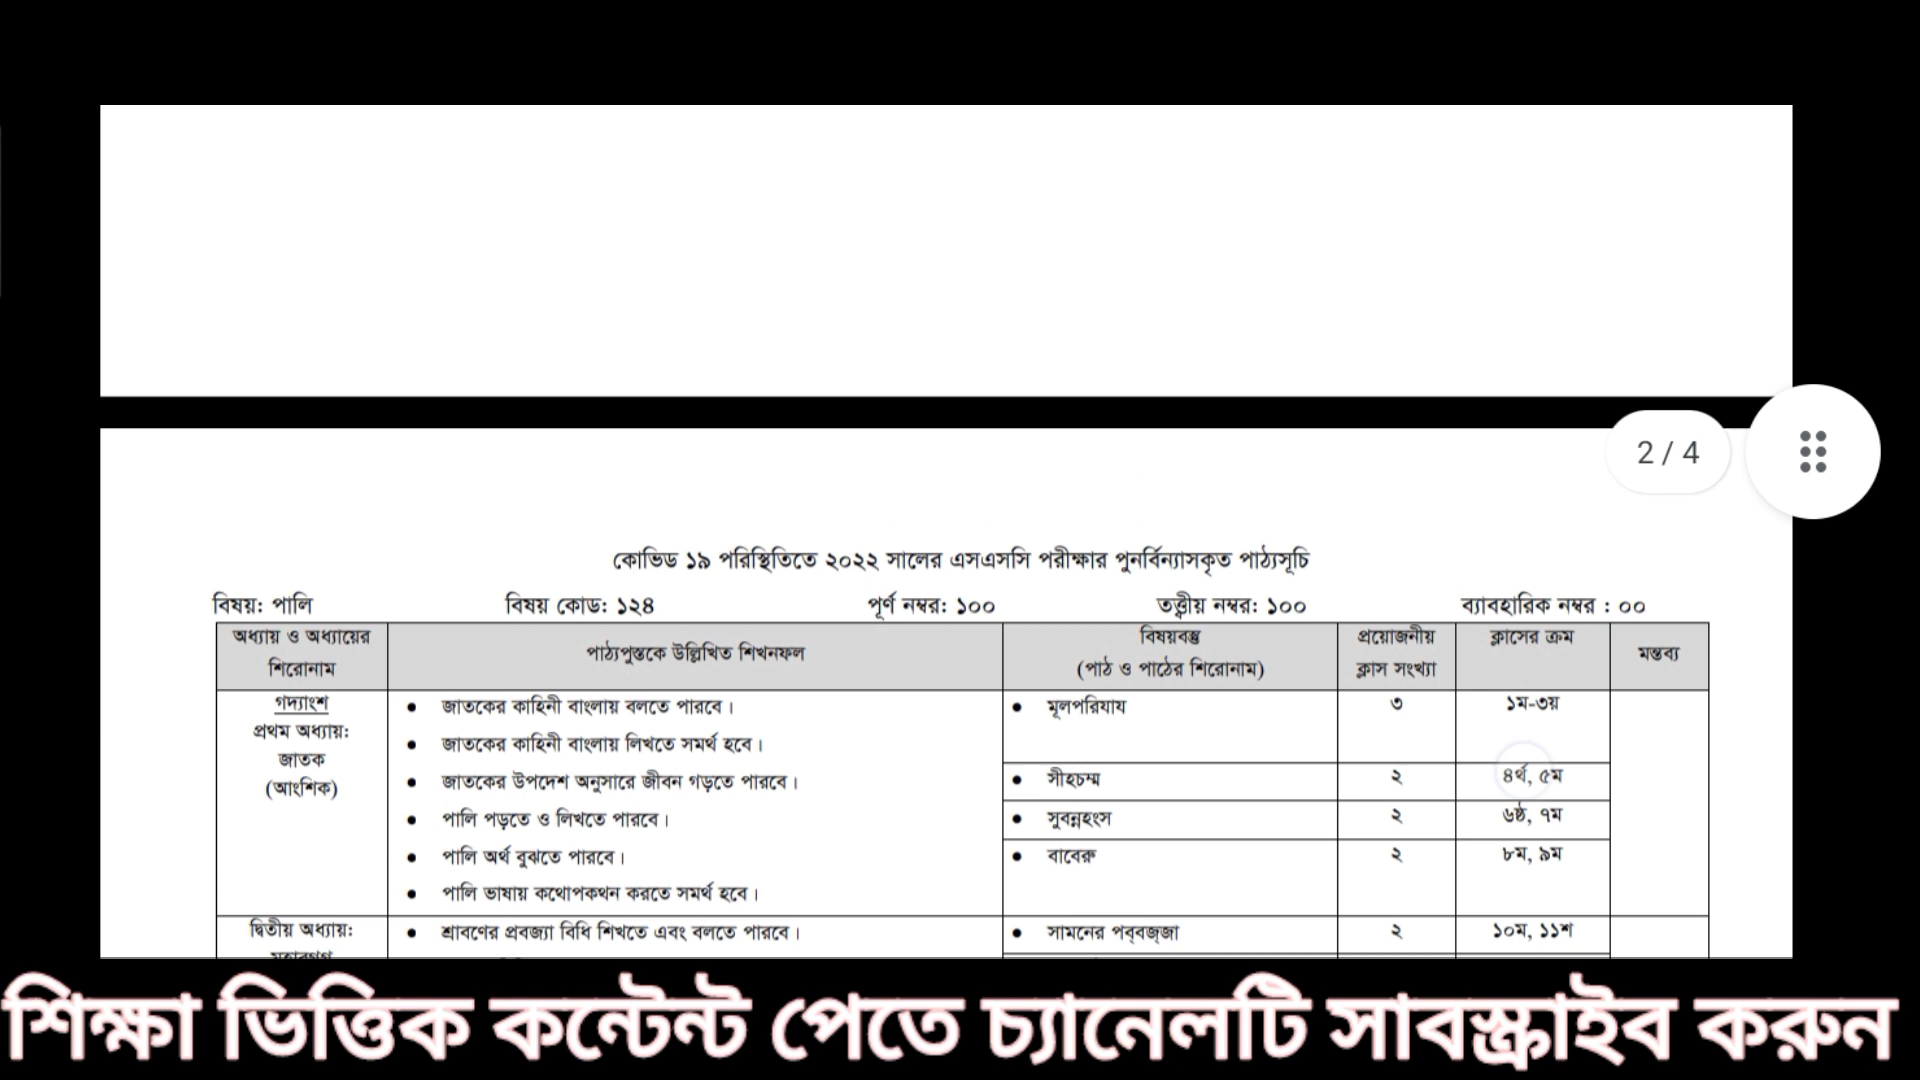 2 / 4
কোভিড ১৯ পরিস্থিতিতে ২০২২ সালের এসএসসি পরীক্ষার পুনর্বিন্যাসকৃত পাঠ্যসূচি
বিষয়: পালি বিষয় কোড: ১২৪ পূর্ণ নম্বর: ১০০ তত্ত্বীয় নম্বর: ১০০ ব্যাবহারিক নম্বর : ০০
অধ্যায় ও অধ্যায়ের শিরোনাম
পাঠ্যপুস্তকে উল্লিখিত শিখনফল
বিষয়বস্তু
(পাঠ ও পাঠের শিরোনাম)
প্রয়োজনীয়
ক্লাস সংখ্যা
ক্লাসের ক্রম
মন্তব্য
গদ্যাংশ
প্রথম অধ্যায়:
জাতক
(আংশিক)
• জাতকের কাহিনী বাংলায় বলতে পারবে।
• জাতকের কাহিনী বাংলায় লিখতে সমর্থ হবে।
• জাতকের উপদেশ অনুসারে জীবন গড়তে পারবে।
• পালি পড়তে ও লিখতে পারবে।
• পালি অর্থ বুঝতে পারবে।
• পালি ভাষায় কথোপকথন করতে সমর্থ হবে।
• মূলপরিযায ৩ ১ম-৩য়
• সীহচম্ম ২ ৪র্থ, ৫ম
• সুবন্নহংস ২ ৬ষ্ঠ, ৭ম
• বাবেরু ২ ৮ম, ৯ম
দ্বিতীয় অধ্যায়:
• শ্রাবণের প্রবজ্যা বিধি শিখতে এবং বলতে পারবে।
• সামনের পব্‌বজ্‌জা ২ ১০ম, ১১শ
শিক্ষা ভিত্তিক কন্টেন্ট পেতে চ্যানেলটি সাবস্ক্রাইব করুন